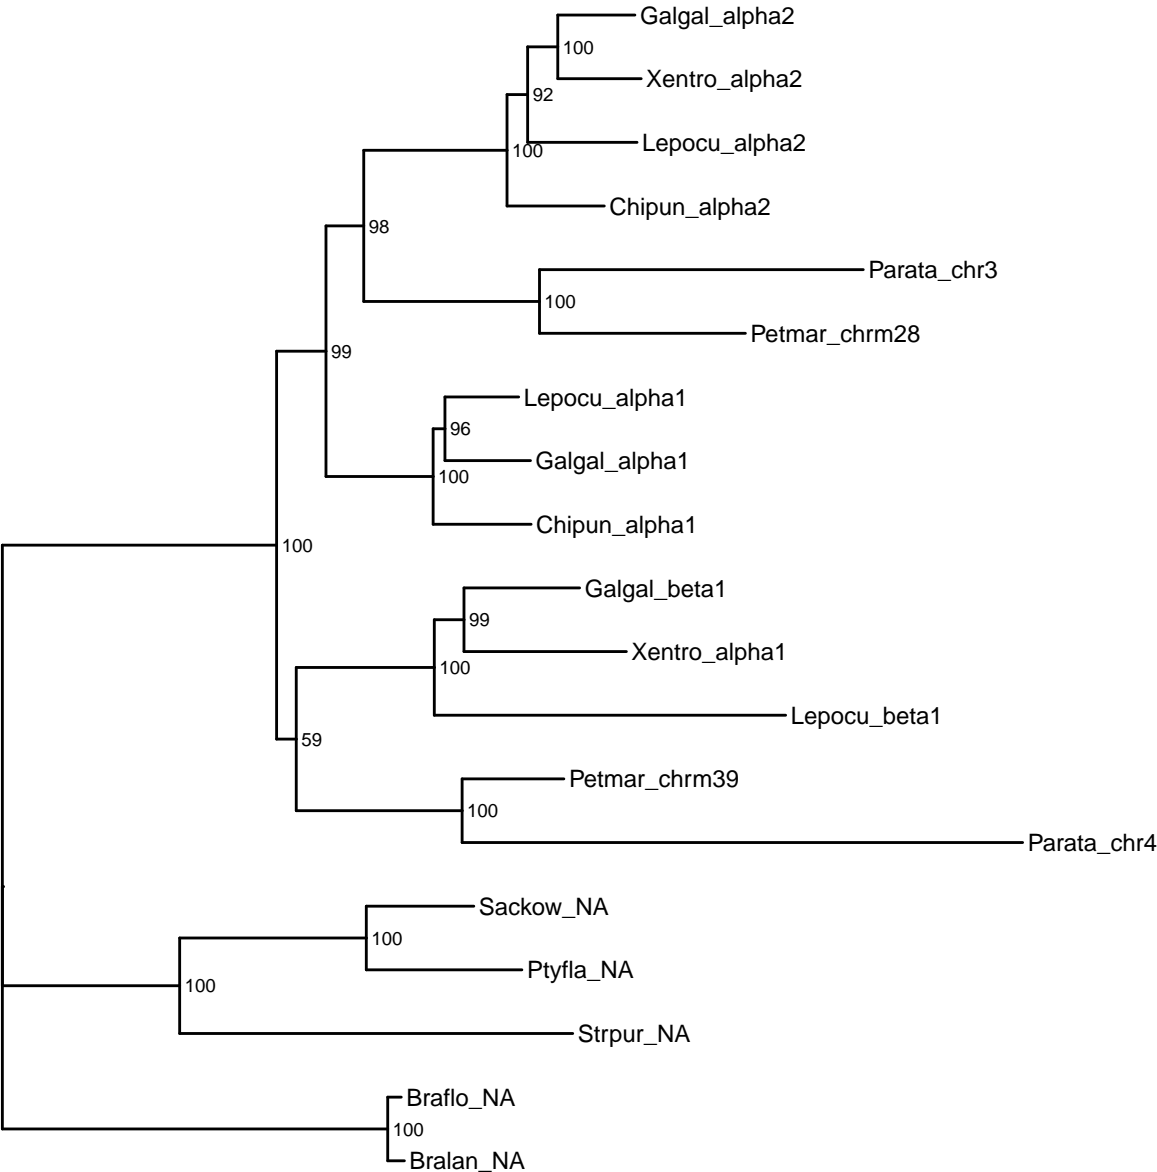 Galgal_alpha2
100
Xentro_alpha2
92
Lepocu_alpha2
100
Chipun_alpha2
98
Parata_chr3
100
Petmar_chrm28
99
Lepocu_alpha1
96
Galgal_alpha1
100
Chipun_alpha1
100
Galgal_beta1
99
Xentro_alpha1
100
Lepocu_beta1
59
Petmar_chrm39
100
Parata_chr4
Sackow_NA
100
Ptyfla_NA
100
Strpur_NA
Braflo_NA
100
Bralan_NA